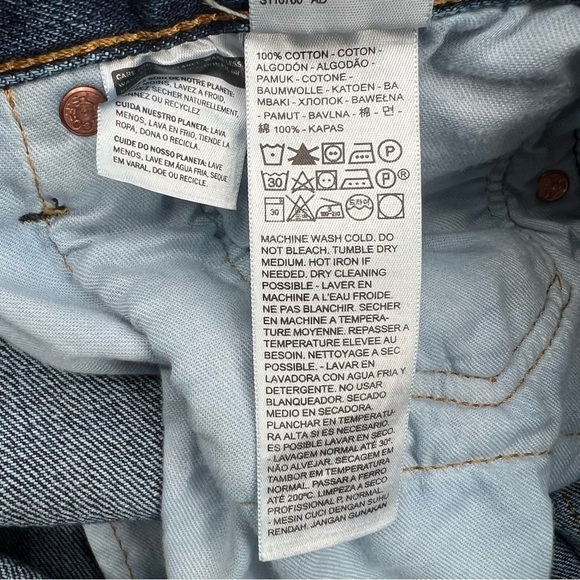 CUIDA NUESTRO PLANETA: LAVA
MENOS, LAVA EN FRIO, TIENDE LA
ROPA, DONA O RECICLA.
CUIDE DO NOSSO PLANETA: LAVE
MENOS, LAVE EM ÁGUA FRIA, SEQUE
EM VARAL, DOE OU RECICLE.
100% COTTON - COTON -
ALGODÓN - ALGODÃO -
PAMUK - COTONE -
BAUMWOLLE - KATOEN - BA
MBAKI - ХЛОПОК - BAWEŁNA
- PAMUT - BAVLNA - 棉 - 면 -
綿 100% - KAPAS
P
30 P ®
30
MACHINE WASH COLD. DO
NOT BLEACH. TUMBLE DRY
MEDIUM. HOT IRON IF
NEEDED. DRY CLEANING
POSSIBLE - LAVER EN
MACHINE A L'EAU FROIDE.
NE PAS BLANCHIR. SECHER
EN MACHINE A TEMPERA-
TURE MOYENNE. REPASSER A
TEMPERATURE ELEVEE AU
BESOIN. NETTOYAGE A SEC
POSSIBLE. - LAVAR EN
LAVADORA CON AGUA FRIA Y
DETERGENTE. NO USAR
BLANQUEADOR. SECADO
MEDIO EN SECADORA.
PLANCHAR EN TEMPERATU
RA ALTA SI ES NECESARIO.
ES POSIBLE LAVAR EN SECO.
- LAVAGEM NORMAL ATÉ 30º.
NÃO ALVEJAR. SECAGEM EM
TAMBOR EM TEMPERATURA
NORMAL. PASSAR A FERRO
ATÉ 200ºC. LIMPEZA A SECO
PROFISSIONAL P, NORMAL
- MESIN CUCI DENGAN SUHU
RENDAH, JANGAN GUNAKAN